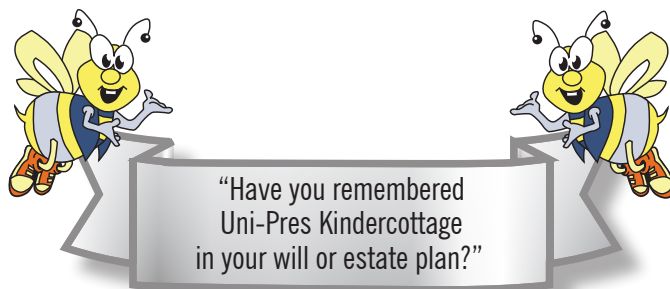 “Have you remembered
Uni-Pres Kindercottage
in your will or estate plan?”